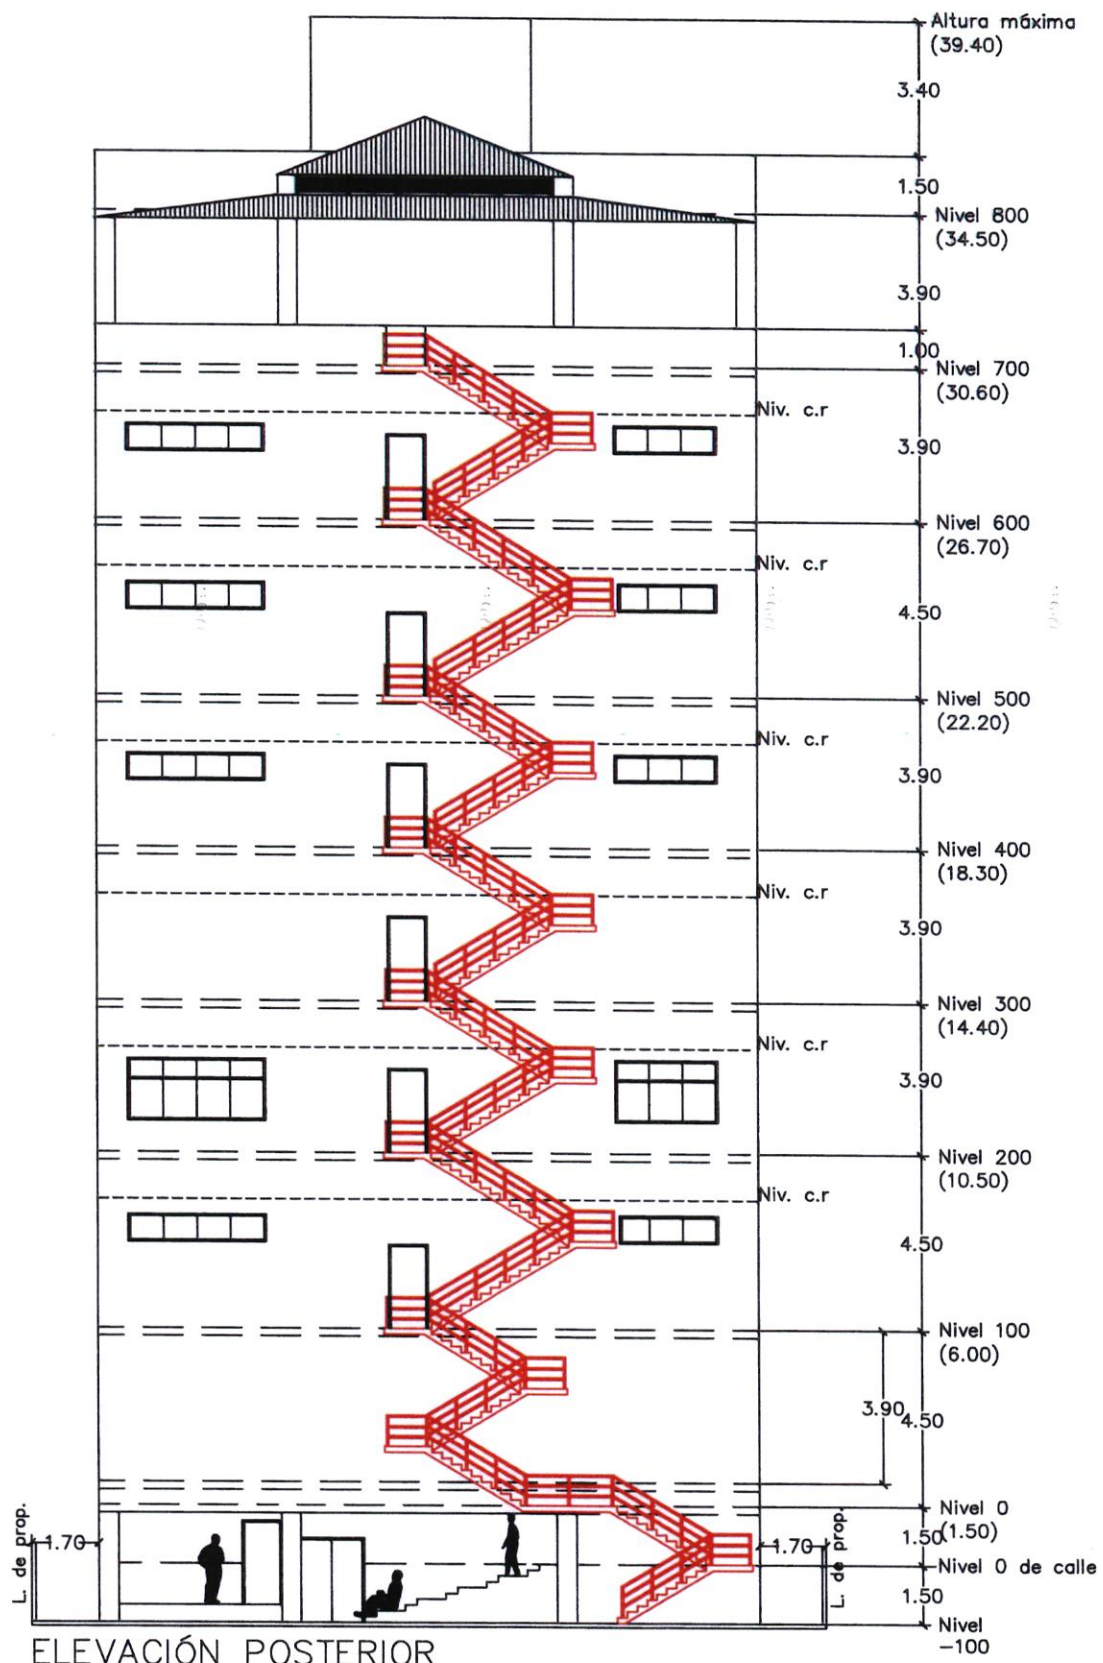 Altura máxima
(39.40)
3.40
1.50
Nivel 800
(34.50)
3.90
1.00
Nivel 700
(30.60)
Niv. c.r
3.90
Nivel 600
(26.70)
Niv. c.r
4.50
Nivel 500
(22.20)
Niv. c.r
3.90
Nivel 400
(18.30)
Niv. c.r
3.90
Nivel 300
(14.40)
Niv. c.r
3.90
Nivel 200
(10.50)
Niv. c.r
4.50
Nivel 100
(6.00)
3.90
4.50
Nivel 0
(1.50)
1.50
L. de prop.
1.70
1.70
L. de prop.
Nivel 0 de calle
1.50
Nivel
-100
ELEVACIÓN POSTERIOR